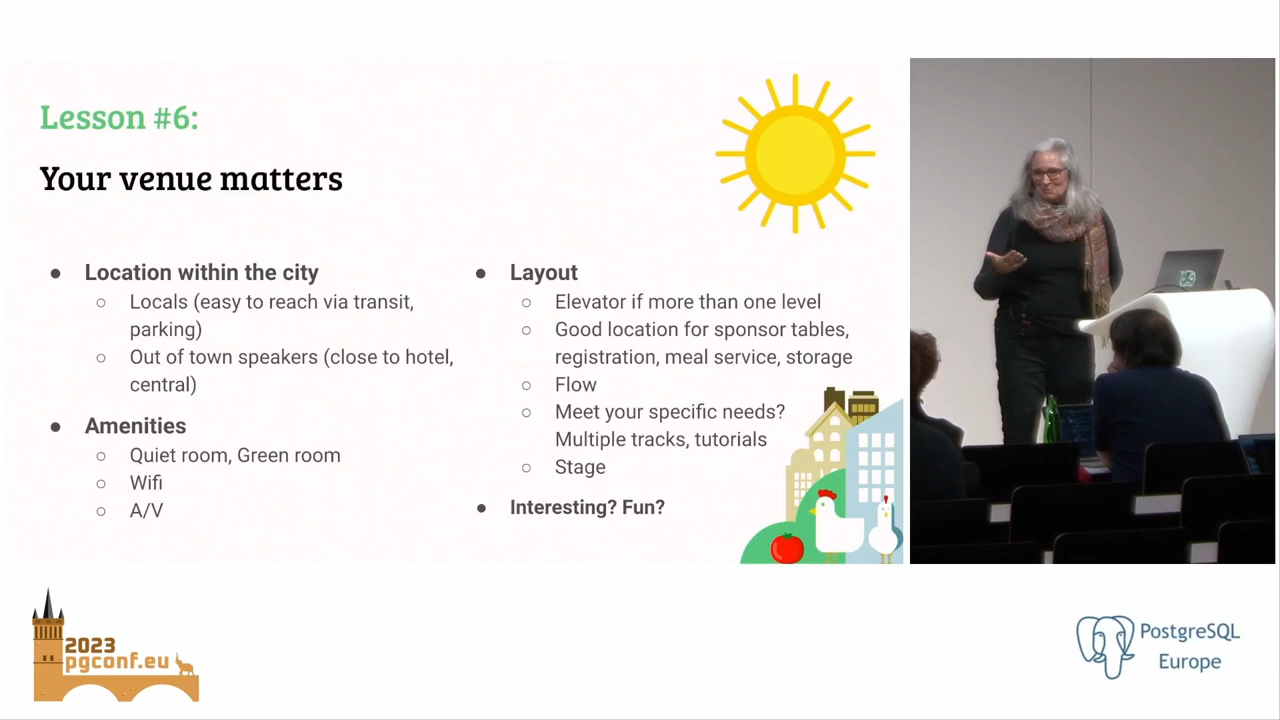 Lesson #6:
Your venue matters
● Location within the city
○ Locals (easy to reach via transit,
parking)
○ Out of town speakers (close to hotel,
central)
● Amenities
○ Quiet room, Green room
○ Wifi
○ A/V
● Layout
○ Elevator if more than one level
○ Good location for sponsor tables,
registration, meal service, storage
○ Flow
○ Meet your specific needs?
Multiple tracks, tutorials
○ Stage
● Interesting? Fun?
2023
pgconf.eu
PostgreSQL
Europe